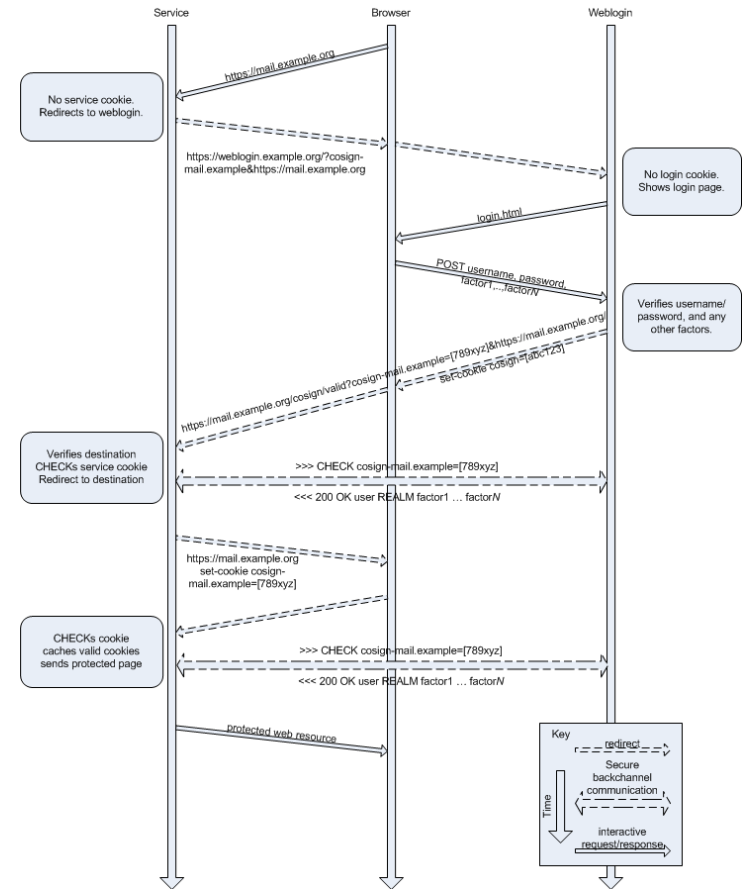 Service
Browser
Weblogin
https://mail.example.org
No service cookie.
Redirects to weblogin.
https://weblogin.example.org/?cosign-
mail.example&https://mail.example.org
No login cookie.
Shows login page.
login.html
POST username, password,
factor1,..,factorN
Verifies username/
password, and any
other factors.
https://mail.example.org/cosign/valid?cosign-mail.example=[789xyz]&https://mail.example.org/
set-cookie cosign=[abc123]
Verifies destination
CHECKs service cookie
Redirect to destination
>>> CHECK cosign-mail.example=[789xyz]
<<< 200 OK user REALM factor1 … factorN
https://mail.example.org
set-cookie cosign-
mail.example=[789xyz]
CHECKs cookie
caches valid cookies
sends protected page
>>> CHECK cosign-mail.example=[789xyz]
<<< 200 OK user REALM factor1 … factorN
protected web resource
Key
redirect
Secure
backchannel
communication
Time
interactive
request/response